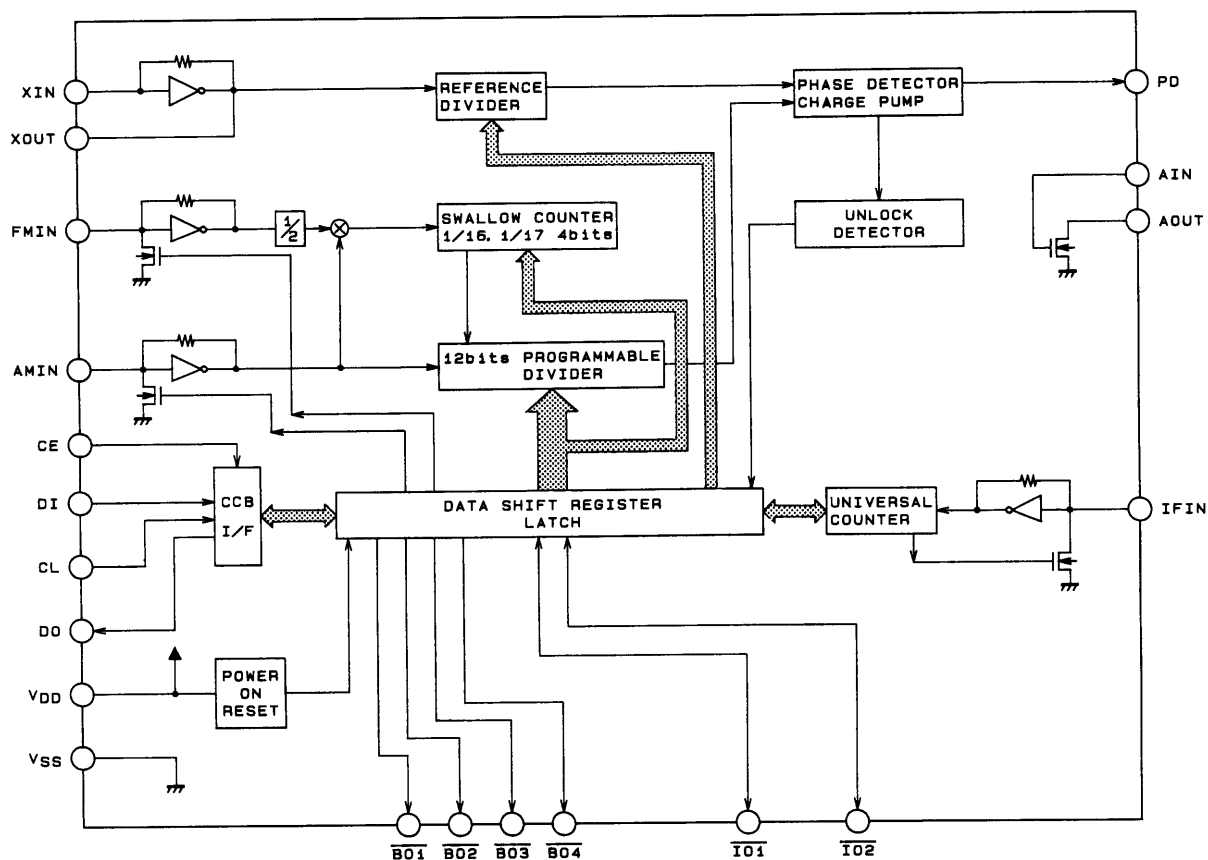 XIN
REFERENCE
DIVIDER
PHASE DETECTOR
CHARGE PUMP
PD
XOUT
AIN
FMIN
1/2
SWALLOW COUNTER
1/16. 1/17 4bits
UNLOCK
DETECTOR
AOUT
AMIN
12bits PROGRAMMABLE
DIVIDER
CE
DI
CCB
I/F
DATA SHIFT REGISTER
LATCH
UNIVERSAL
COUNTER
IFIN
CL
DO
VDD
POWER
ON
RESET
VSS
BO1
BO2
BO3
BO4
IO1
IO2